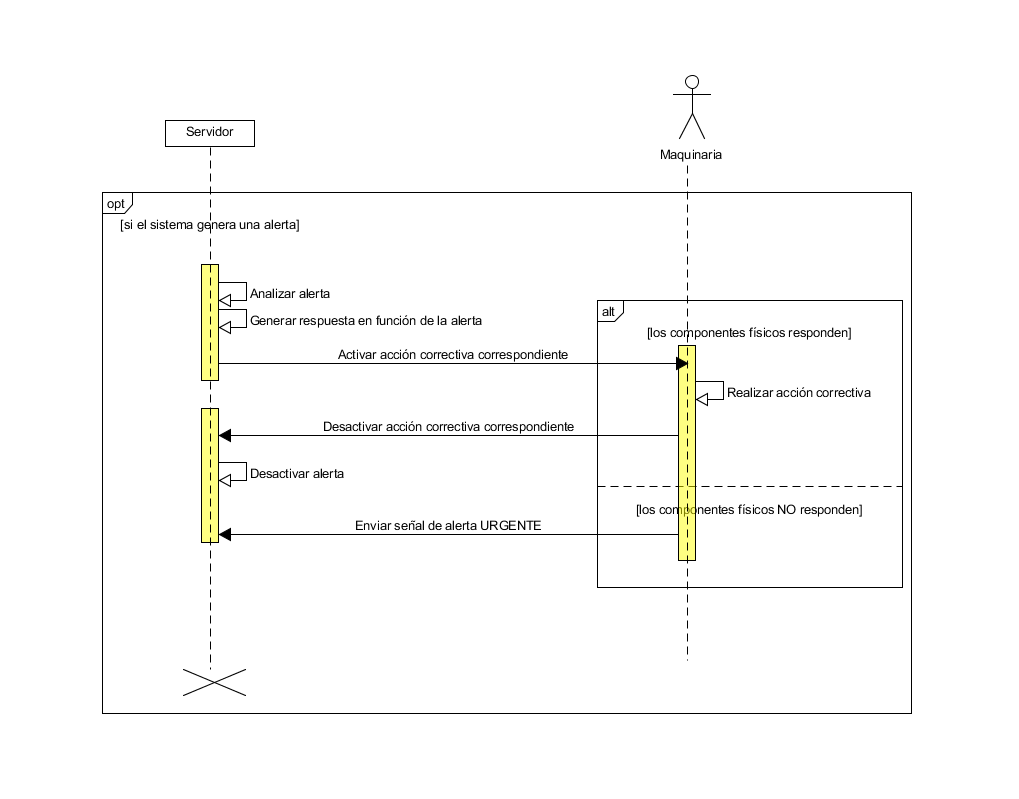 Servidor
Maquinaria
opt
[si el sistema genera una alerta]
Analizar alerta
alt
Generar respuesta en función de la alerta
[los componentes físicos responden]
Activar acción correctiva correspondiente
Realizar acción correctiva
Desactivar acción correctiva correspondiente
Desactivar alerta
[los componentes físicos NO responden]
Enviar señal de alerta URGENTE